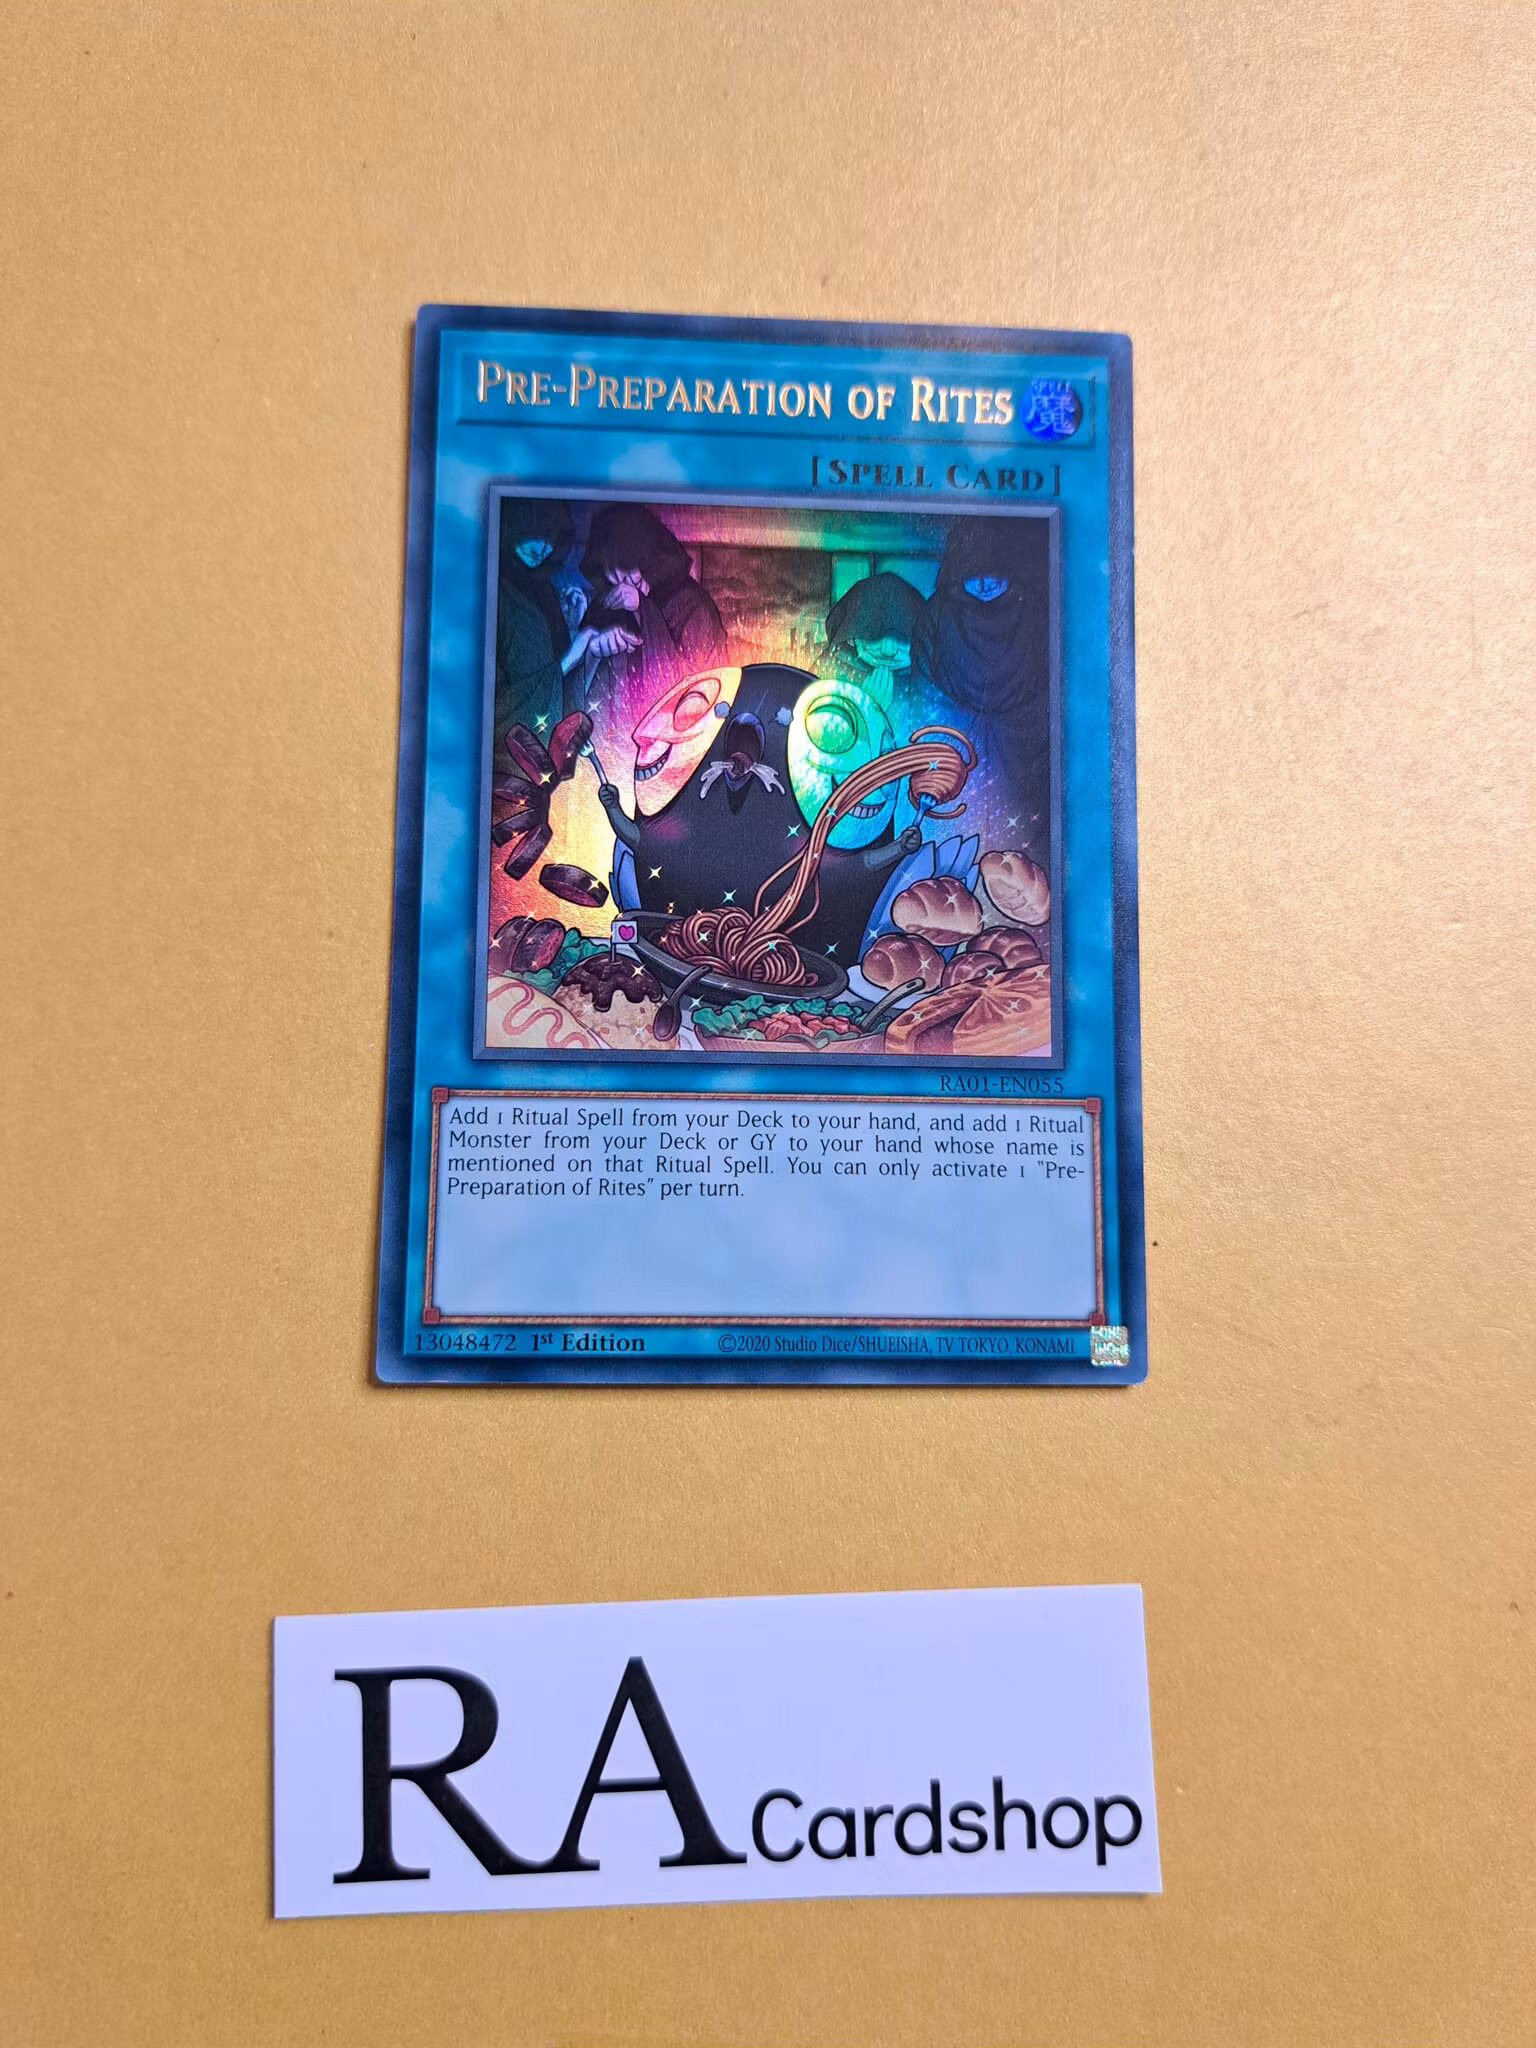 PRE-PREPARATION OF RITES
SPELL
魔
[SPELL CARD]
RA01-EN055
Add 1 Ritual Spell from your Deck to your hand, and add 1 Ritual
Monster from your Deck or GY to your hand whose name is
mentioned on that Ritual Spell. You can only activate 1 "Pre-
Preparation of Rites" per turn.
13048472 1st Edition
©2020 Studio Dice/SHUEISHA, TV TOKYO, KONAMI
RA Cardshop